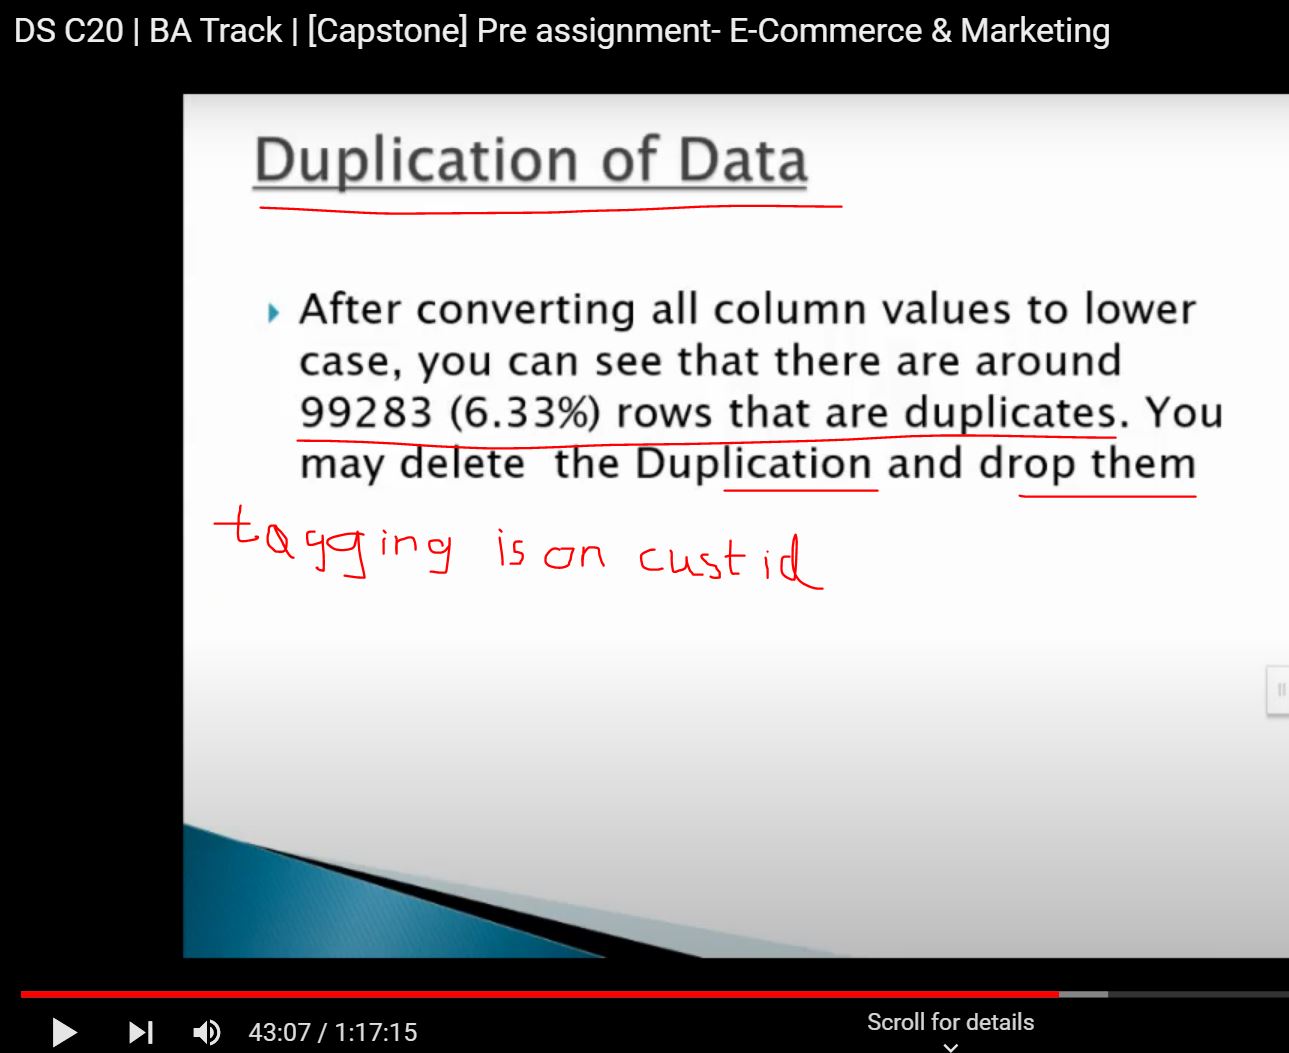 DS C20 | BA Track | [Capstone] Pre assignment- E-Commerce & Marketing
Duplication of Data
After converting all column values to lower
case, you can see that there are around
99283 (6.33%) rows that are duplicates. You
may delete the Duplication and drop them
tagging is on cust id
43:07 / 1:17:15
Scroll for details